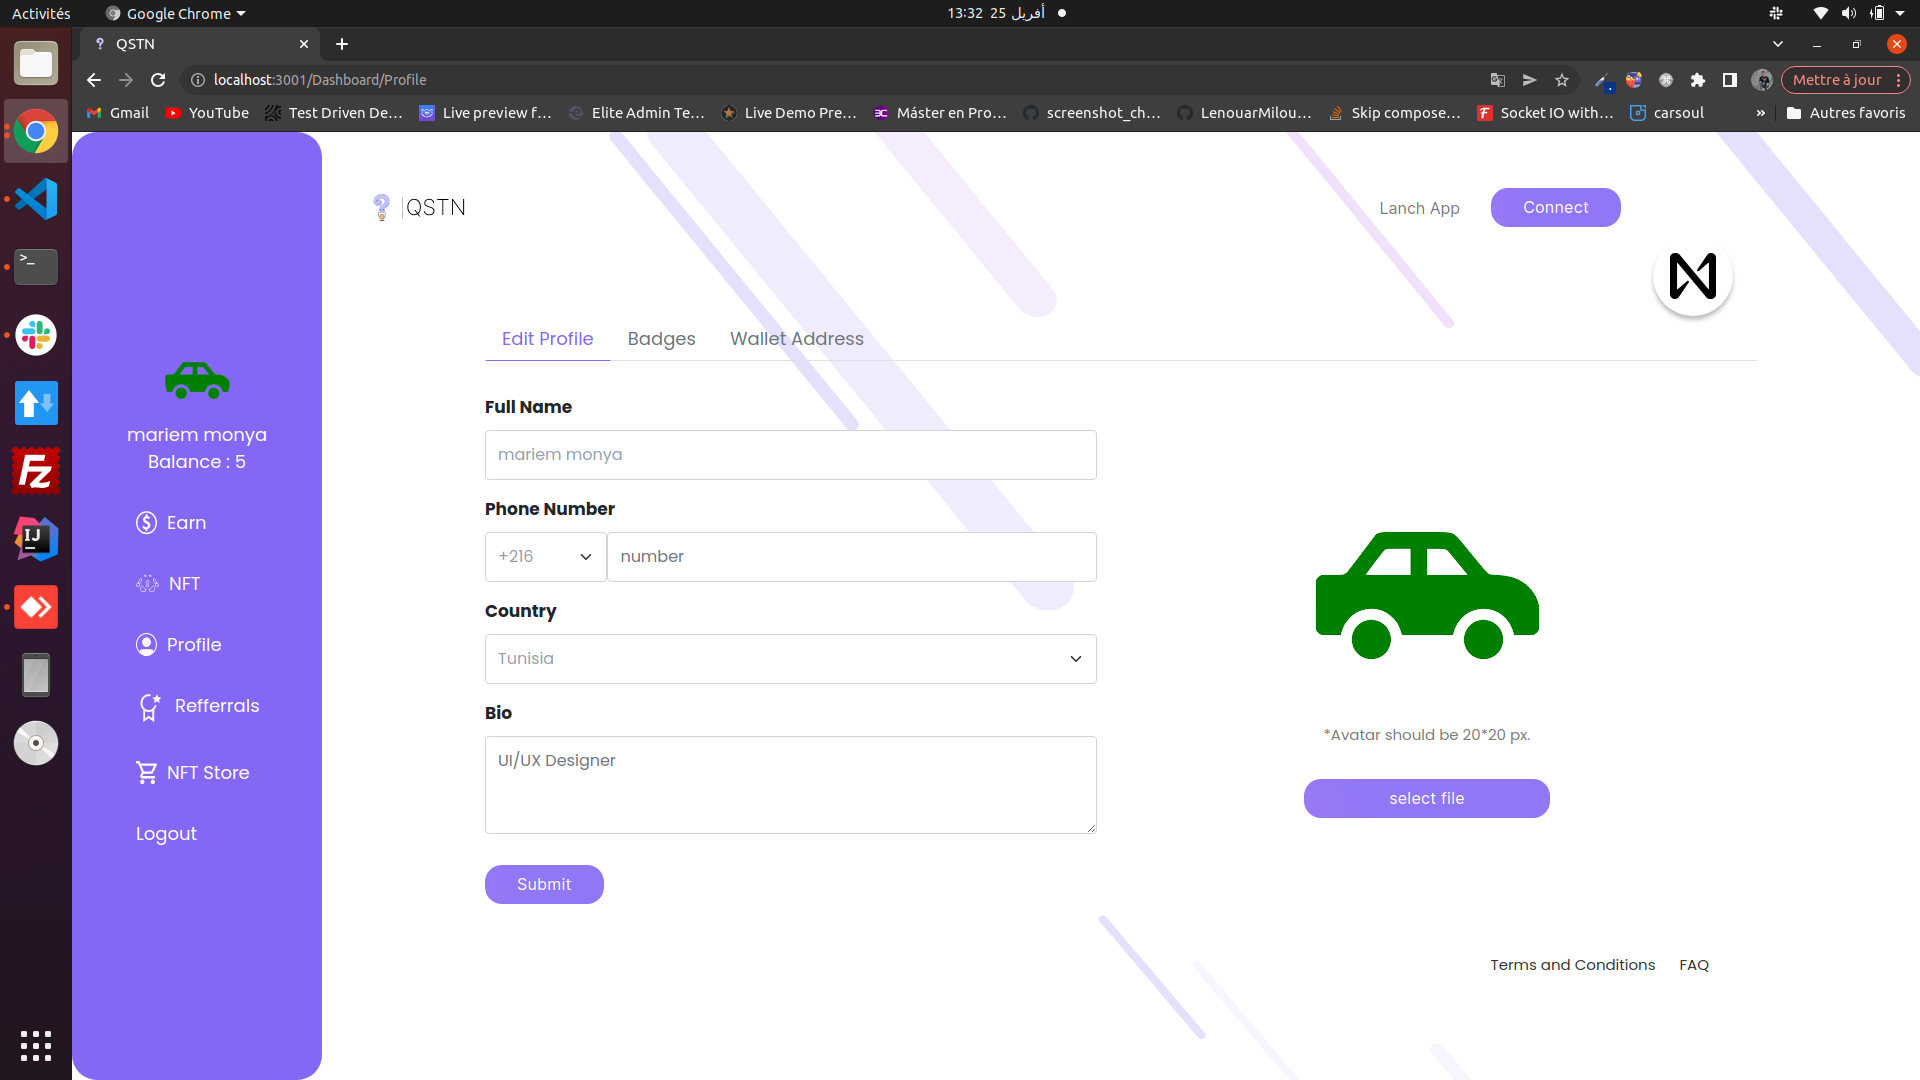 Activités
Google Chrome
13:32 25 أفريل
QSTN
localhost:3001/Dashboard/Profile
Mettre à jour
Gmail
YouTube
Test Driven De…
Live preview f…
Elite Admin Te…
Live Demo Pre…
Máster en Pro…
screenshot_ch…
LenouarMilou…
Skip compose…
Socket IO with…
carsoul
»
Autres favoris
QSTN
Lanch App
Connect
mariem monya
Balance : 5
Earn
NFT
Profile
Refferrals
NFT Store
Logout
Edit Profile
Badges
Wallet Address
Full Name
mariem monya
Phone Number
+216
number
Country
Tunisia
Bio
UI/UX Designer
Submit
*Avatar should be 20*20 px.
select file
Terms and Conditions
FAQ